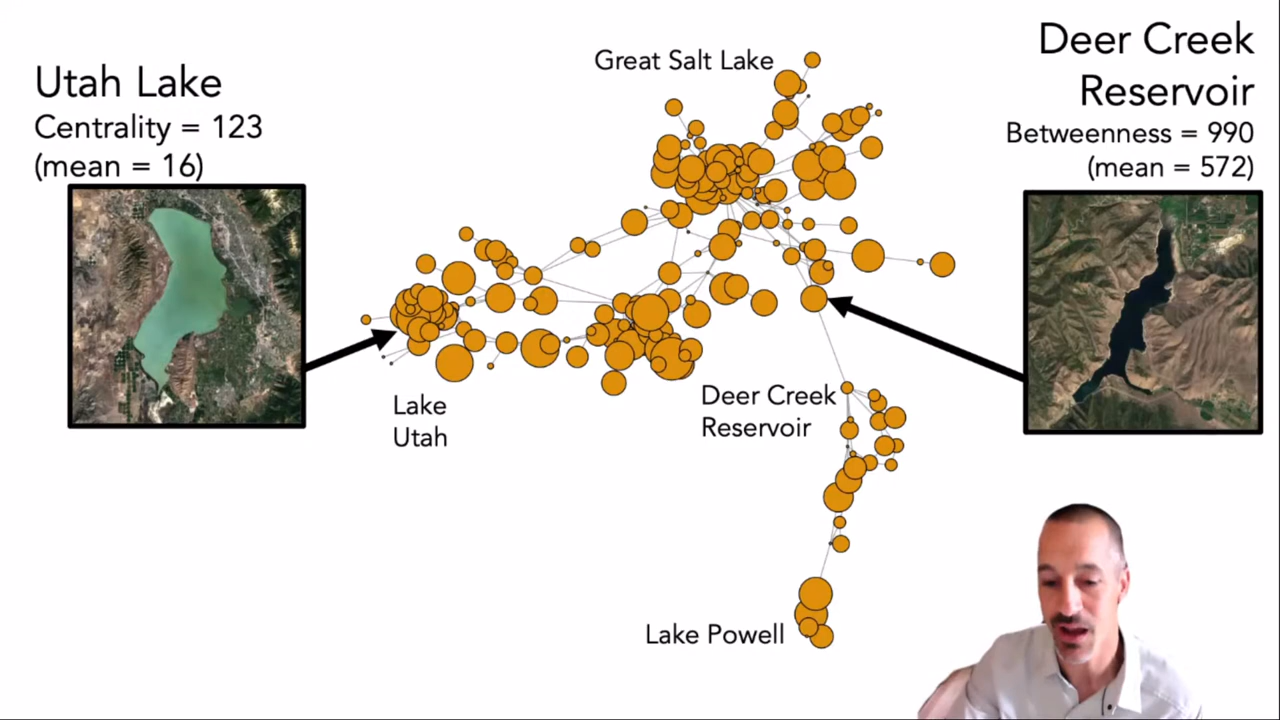 Utah Lake
Centrality = 123
(mean = 16)
Great Salt Lake
Deer Creek
Reservoir
Betweenness = 990
(mean = 572)
Lake
Utah
Deer Creek
Reservoir
Lake Powell